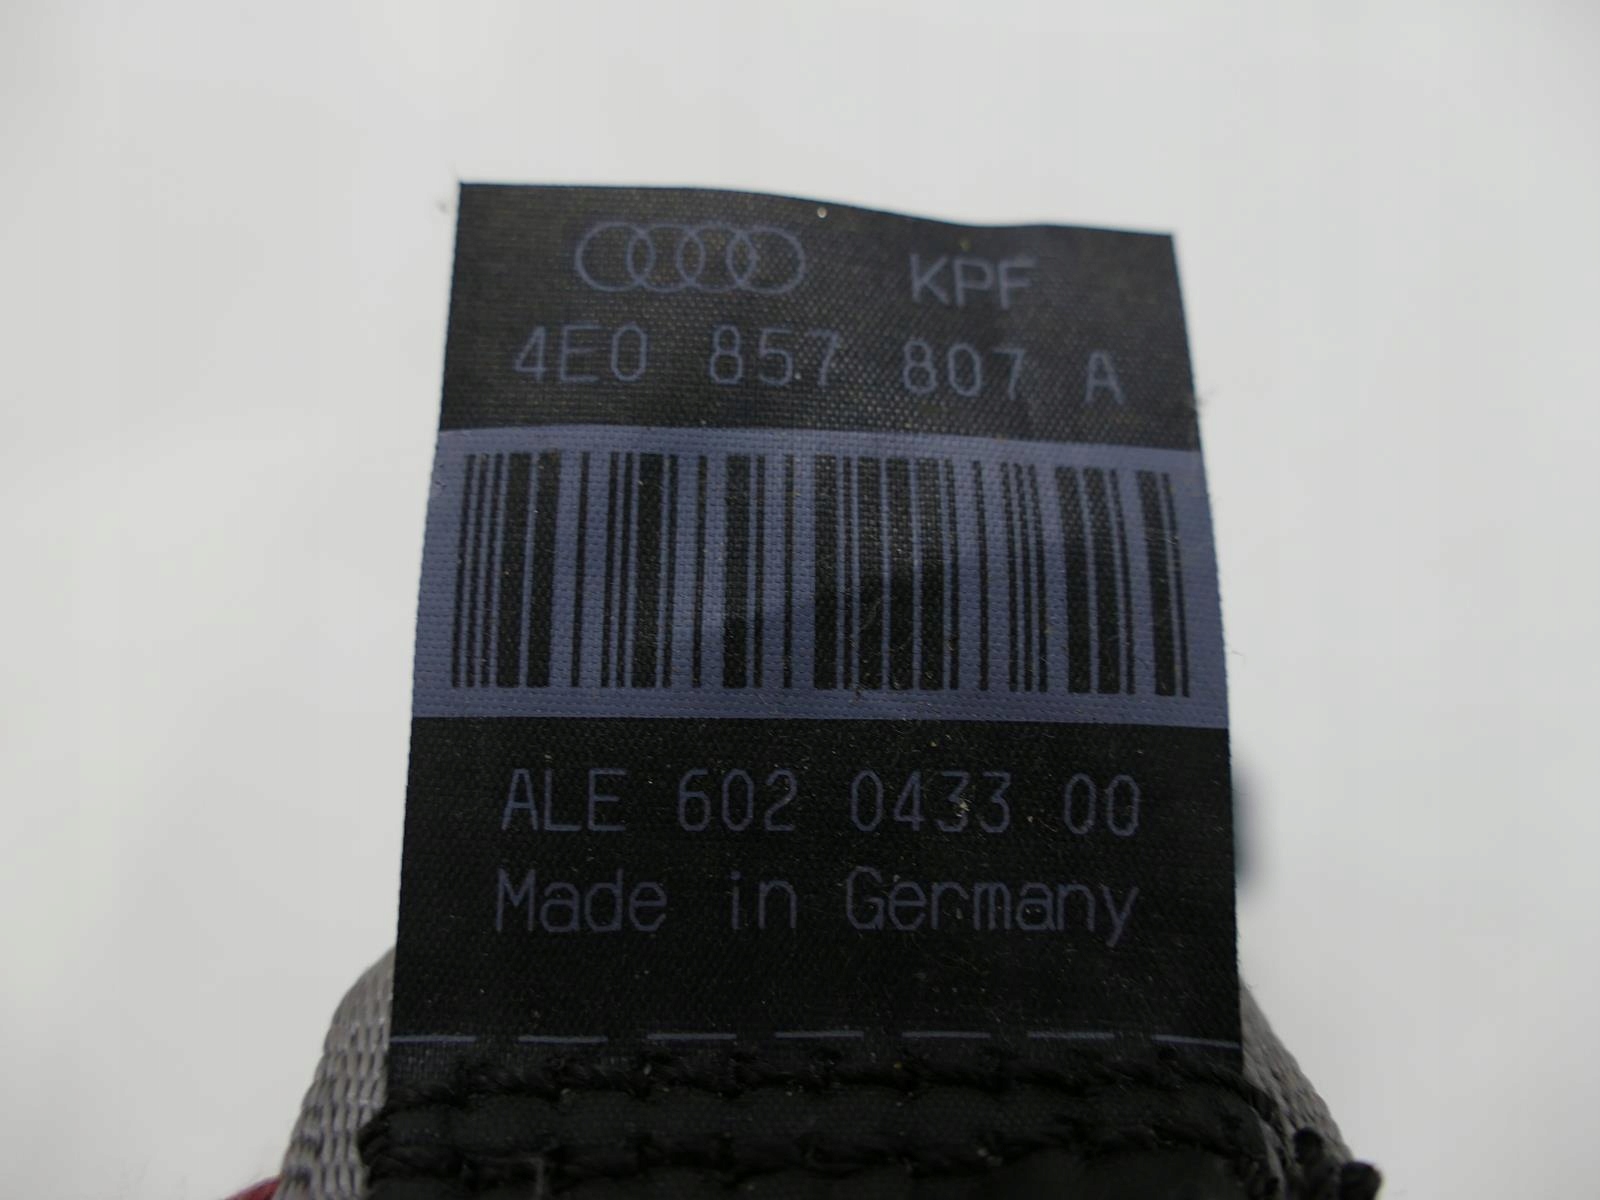 KPF
4E0 857 807 A
ALE 602 0433 00
Made in Germany